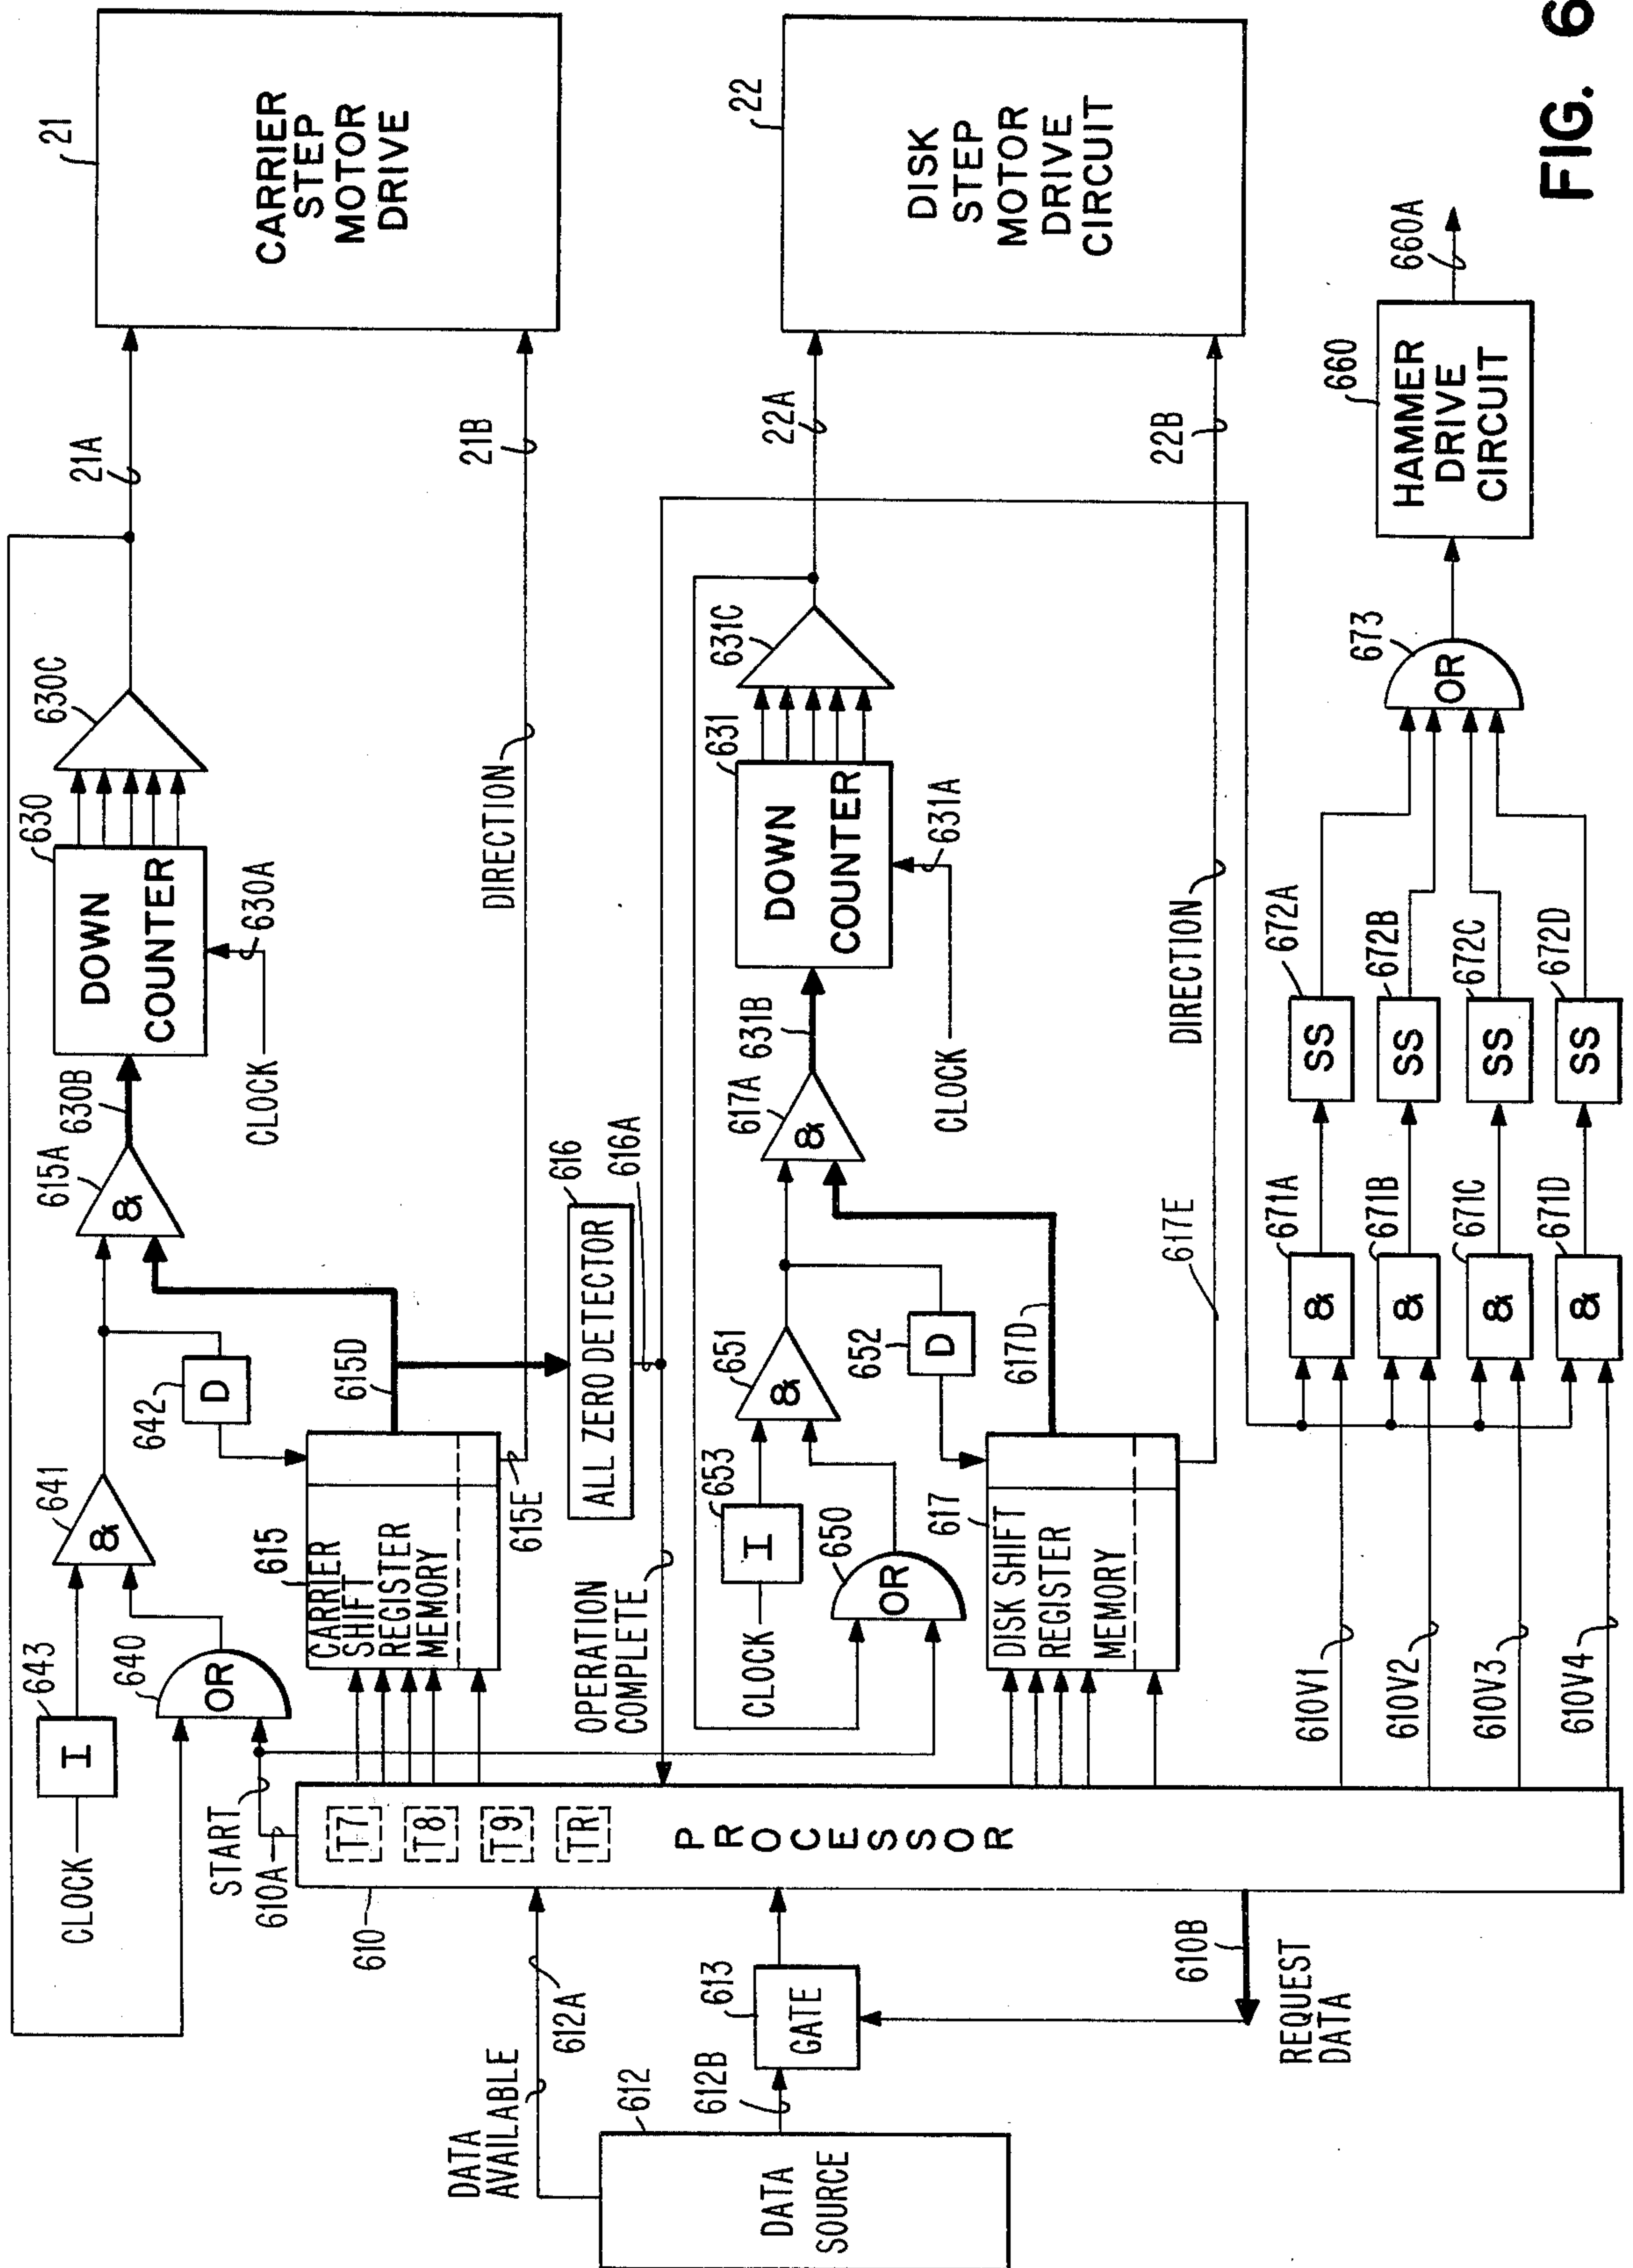 FIG. 6
21
CARRIER
STEP
MOTOR
DRIVE
21A
21B
630C
630
DOWN
COUNTER
630A
CLOCK
630B
615A
&
DIRECTION
641
&
642
D
615D
643
I
CLOCK
640
OR
START
610A
615
CARRIER
SHIFT
REGISTER
MEMORY
615E
616
ALL ZERO DETECTOR
616A
OPERATION
COMPLETE
22
DISK
STEP
MOTOR
DRIVE
CIRCUIT
22A
22B
631C
631
DOWN
COUNTER
631A
CLOCK
631B
617A
&
651
&
652
D
617D
653
I
CLOCK
650
OR
617
DISK SHIFT
REGISTER
MEMORY
617E
DIRECTION
610
T7
T8
T9
TR
PROCESSOR
DATA
AVAILABLE
612A
612
DATA
SOURCE
612B
613
GATE
610B
REQUEST
DATA
610V1
610V2
610V3
610V4
671A
&
671B
&
671C
&
671D
&
672A
SS
672B
SS
672C
SS
672D
SS
673
OR
660
HAMMER
DRIVE
CIRCUIT
660A